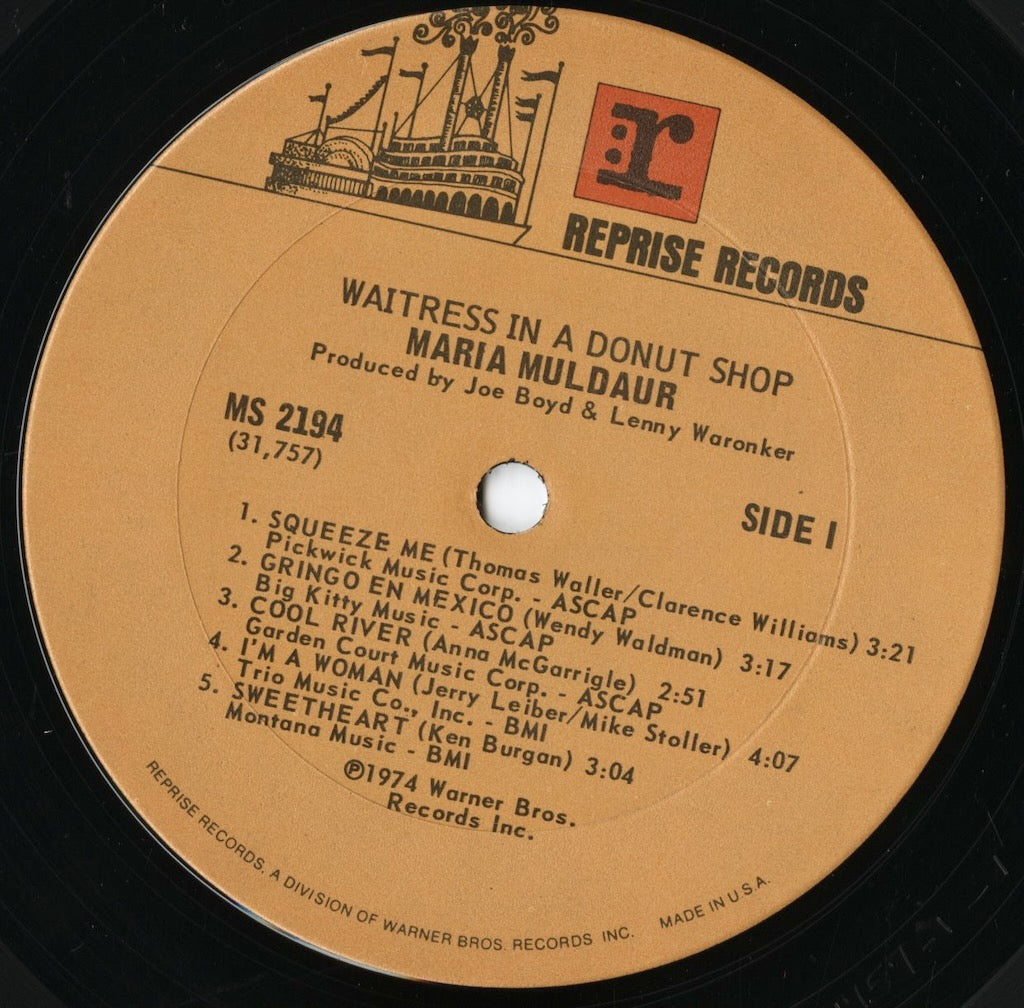 r:
REPRISE RECORDS
WAITRESS IN A DONUT SHOP
MARIA MULDAUR
Produced by Joe Boyd & Lenny Waronker
MS 2194
(31,757)
SIDE 1
1. SQUEEZE ME (Thomas Waller/Clarence Williams) 3:21
Pickwick Music Corp. - ASCAP
2. GRINGO EN MEXICO (Wendy Waldman) 3:17
Big Kitty Music - ASCAP
3. COOL RIVER (Anna McGarrigle) 2:51
Garden Court Music Corp. - ASCAP
4. I'M A WOMAN (Jerry Leiber/Mike Stoller) 4:07
Trio Music Co., Inc. - BMI
5. SWEETHEART (Ken Burgan) 3:04
Montana Music - BMI
℗1974 Warner Bros.
Records Inc.
REPRISE RECORDS, A DIVISION OF WARNER BROS. RECORDS INC. MADE IN U.S.A.